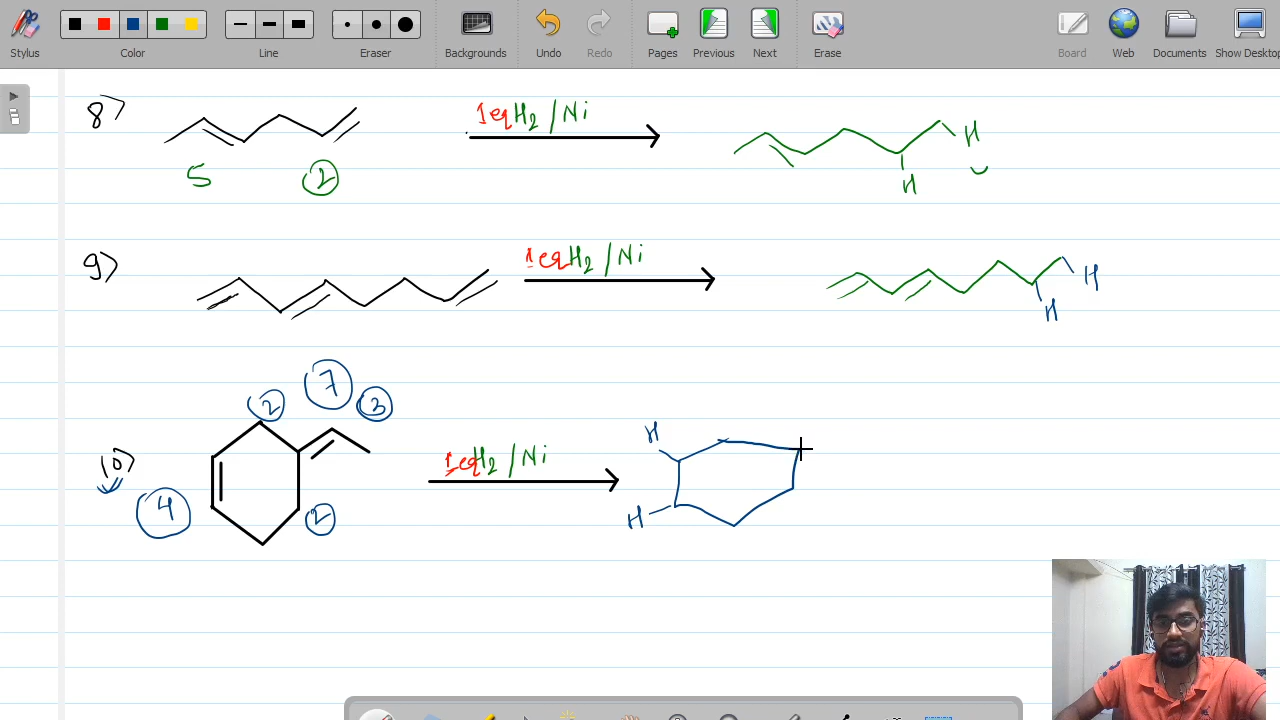 Stylus Color Line Eraser Backgrounds Undo Redo Pages Previous Next Erase Board Web Documents Show Desktop
8) 1eq H2 / Ni H
5 2 H
9) 1eq H2 / Ni H
H
7
2 3
10) 1eq H2 / Ni H
4 2 H